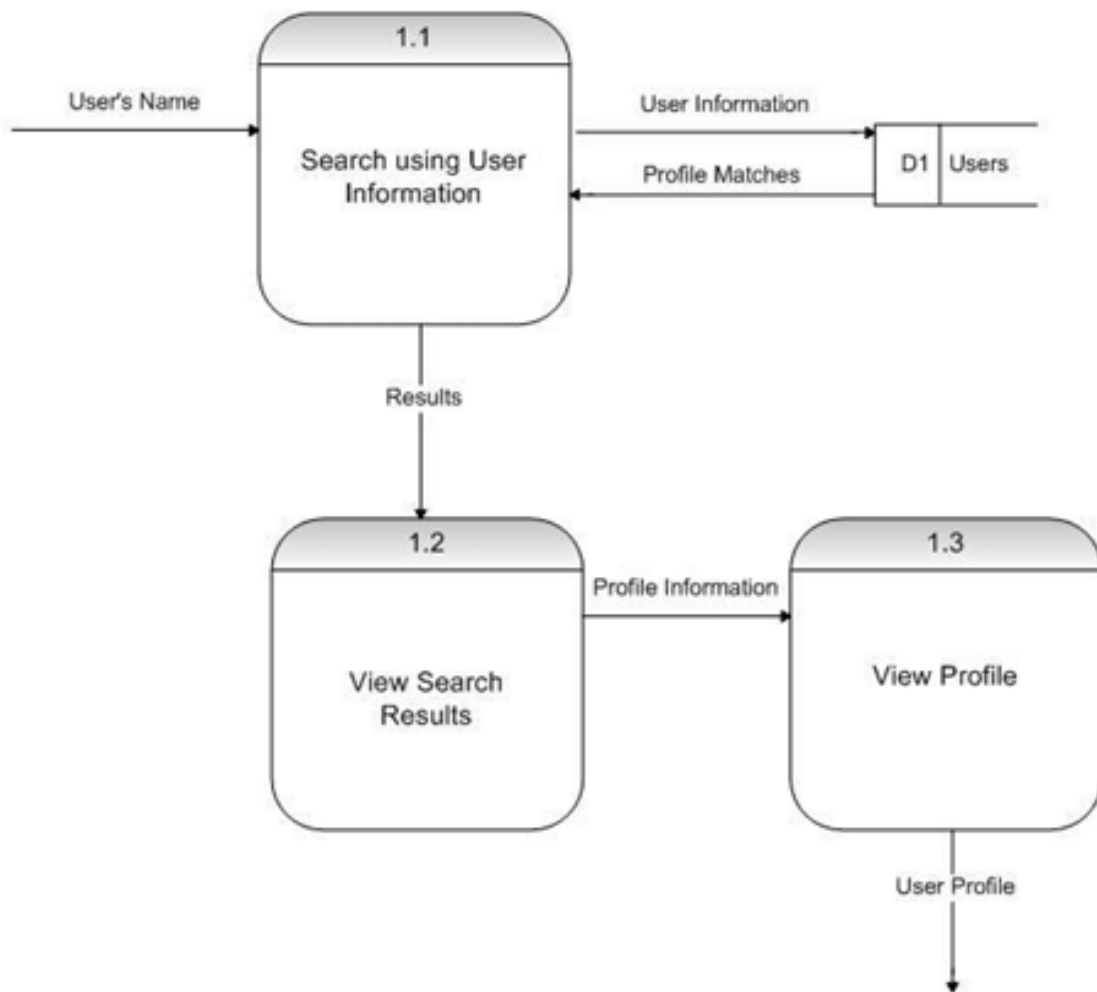 1.1
User's Name
Search using User
Information
User Information
Profile Matches
D1
Users
Results
1.2
View Search
Results
Profile Information
1.3
View Profile
User Profile